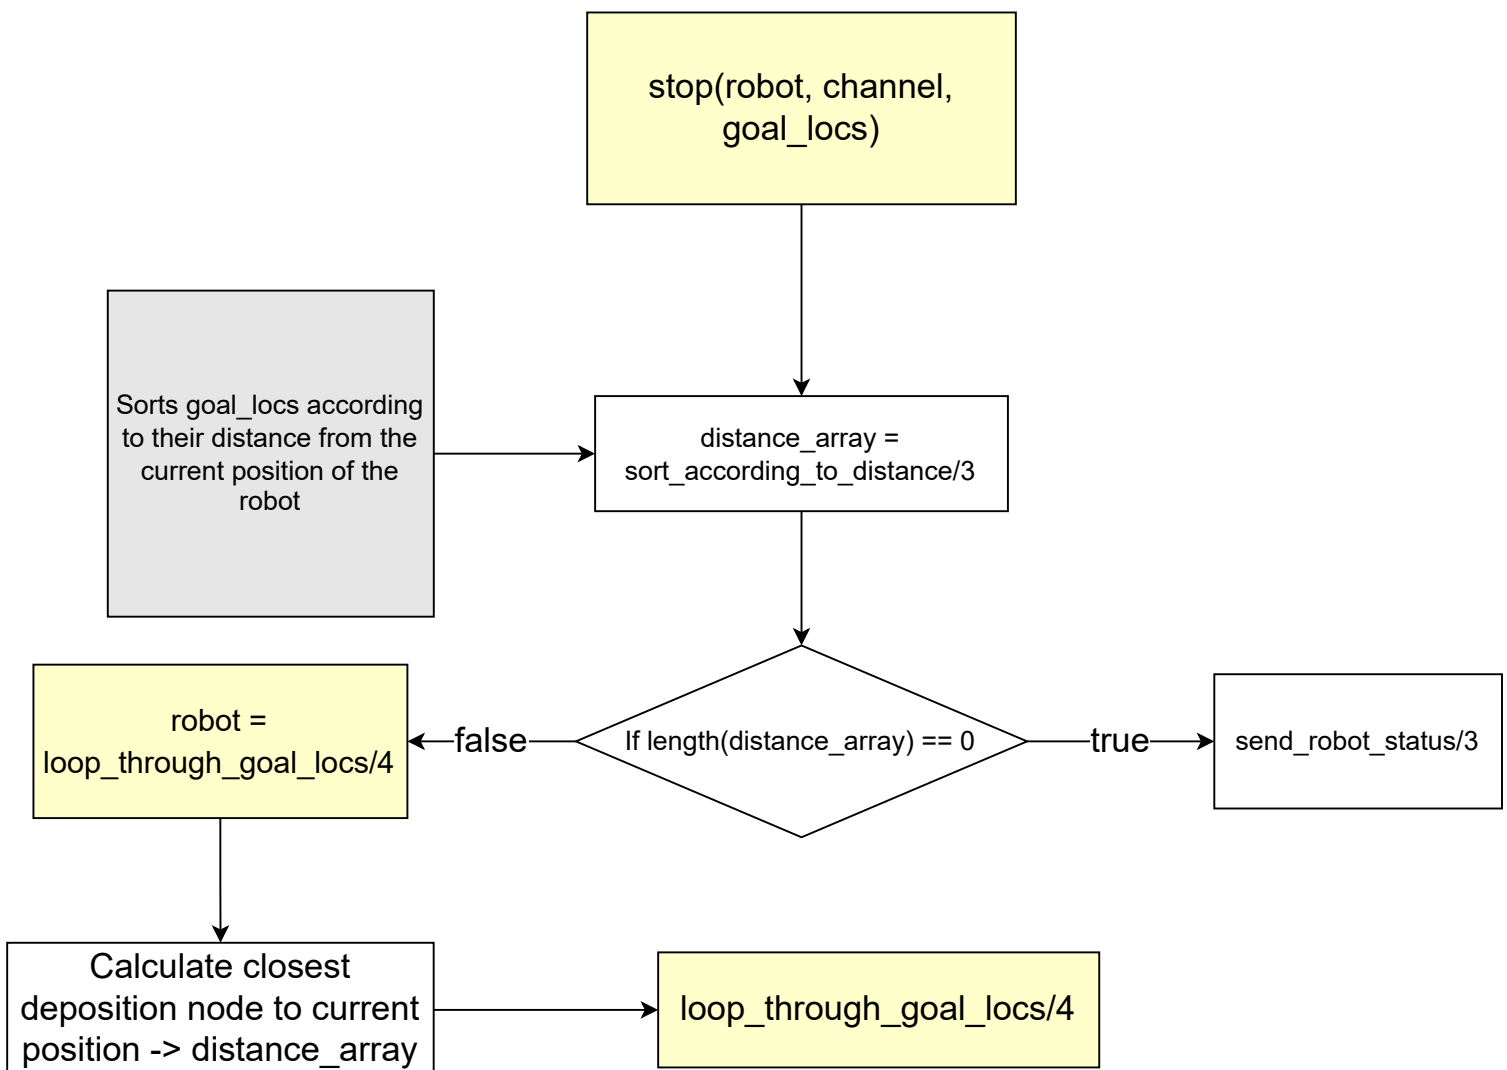 stop(robot, channel,
goal_locs)
Sorts goal_locs according
to their distance from the
current position of the
robot
distance_array =
sort_according_to_distance/3
robot =
loop_through_goal_locs/4
false
If length(distance_array) == 0
true
send_robot_status/3
Calculate closest
deposition node to current
position -> distance_array
loop_through_goal_locs/4